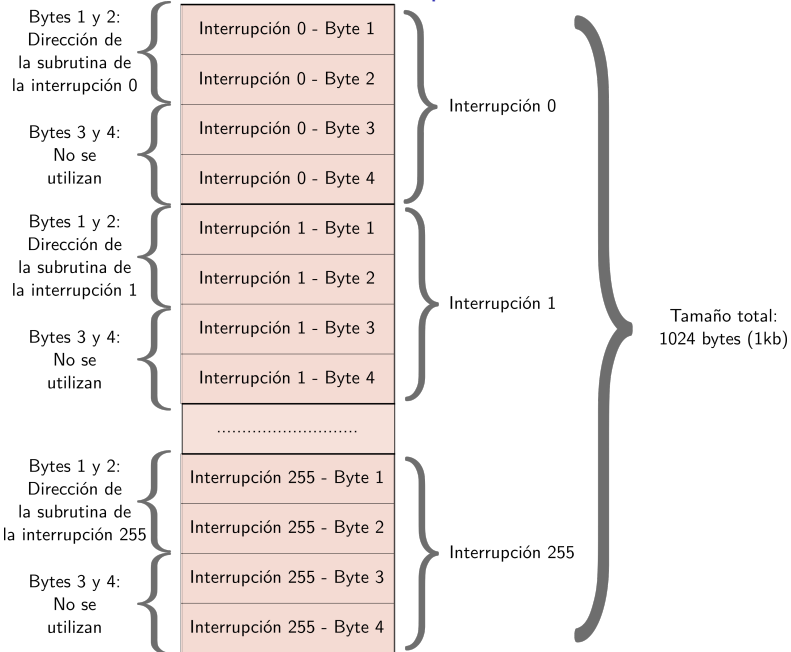 Bytes 1 y 2:
Dirección de
la subrutina de
la interrupción 0
Bytes 3 y 4:
No se
utilizan
Bytes 1 y 2:
Dirección de
la subrutina de
la interrupción 1
Bytes 3 y 4:
No se
utilizan
Bytes 1 y 2:
Dirección de
la subrutina de
la interrupción 255
Bytes 3 y 4:
No se
utilizan
Interrupción 0 - Byte 1
Interrupción 0 - Byte 2
Interrupción 0 - Byte 3
Interrupción 0 - Byte 4
Interrupción 1 - Byte 1
Interrupción 1 - Byte 2
Interrupción 1 - Byte 3
Interrupción 1 - Byte 4
...........................
Interrupción 255 - Byte 1
Interrupción 255 - Byte 2
Interrupción 255 - Byte 3
Interrupción 255 - Byte 4
Interrupción 0
Interrupción 1
Interrupción 255
Tamaño total:
1024 bytes (1kb)